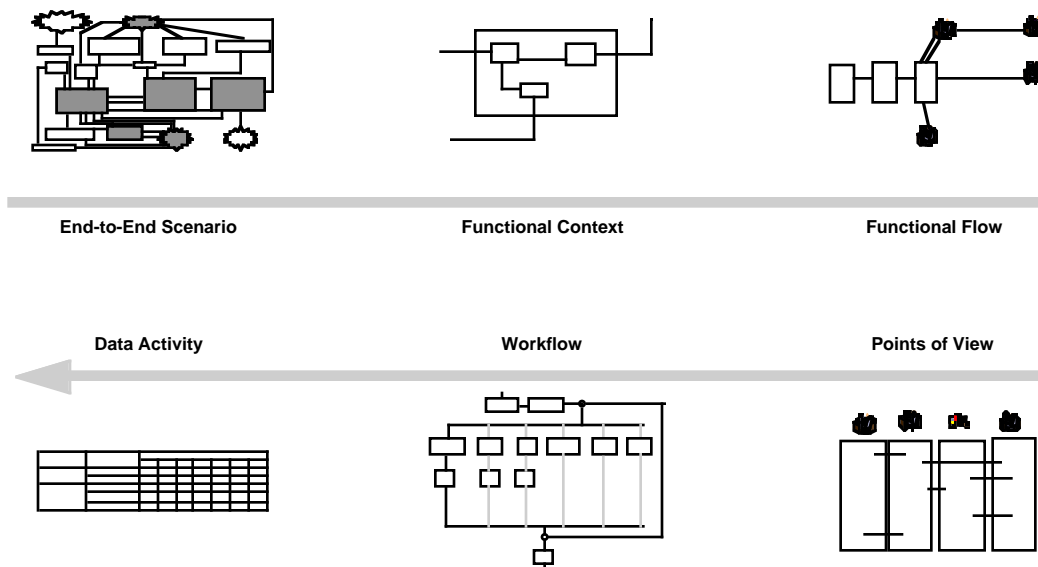 End-to-End Scenario
Functional Context
Functional Flow
Data Activity
Workflow
Points of View